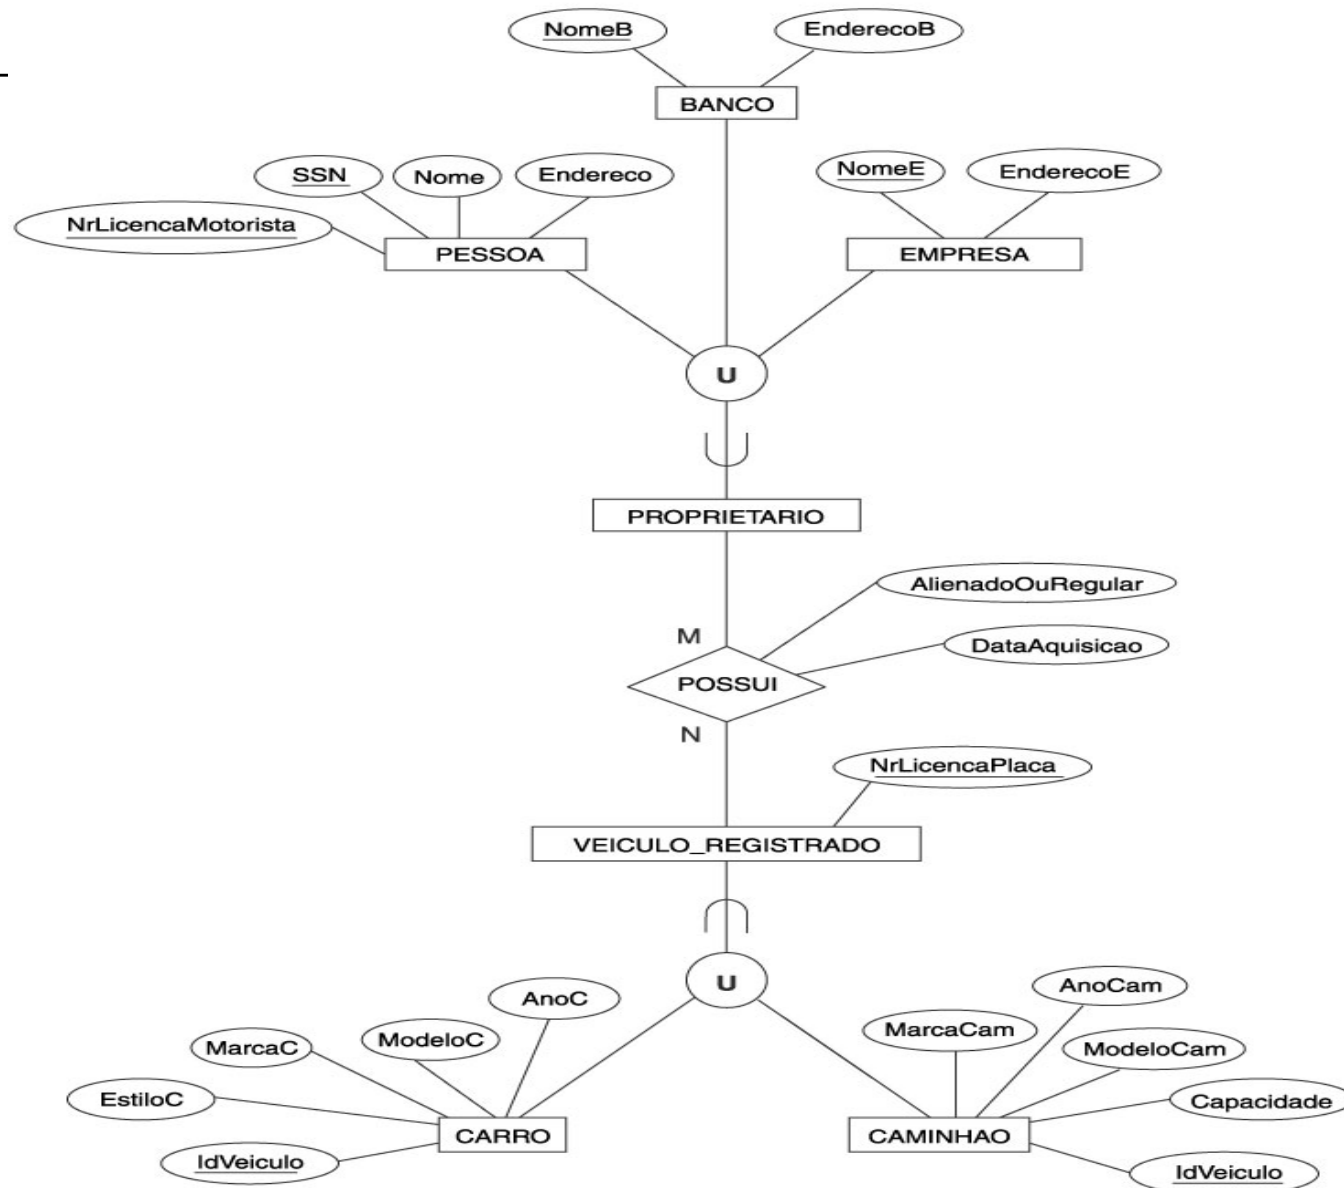 NomeB
EnderecoB
BANCO
SSN
Nome
Endereco
NomeE
EnderecoE
NrLicencaMotorista
PESSOA
EMPRESA
U
PROPRIETARIO
AlienadoOuRegular
M
DataAquisicao
POSSUI
N
NrLicencaPlaca
VEICULO_REGISTRADO
U
AnoC
AnoCam
MarcaC
ModeloC
MarcaCam
ModeloCam
EstiloC
Capacidade
CARRO
CAMINHAO
IdVeiculo
IdVeiculo